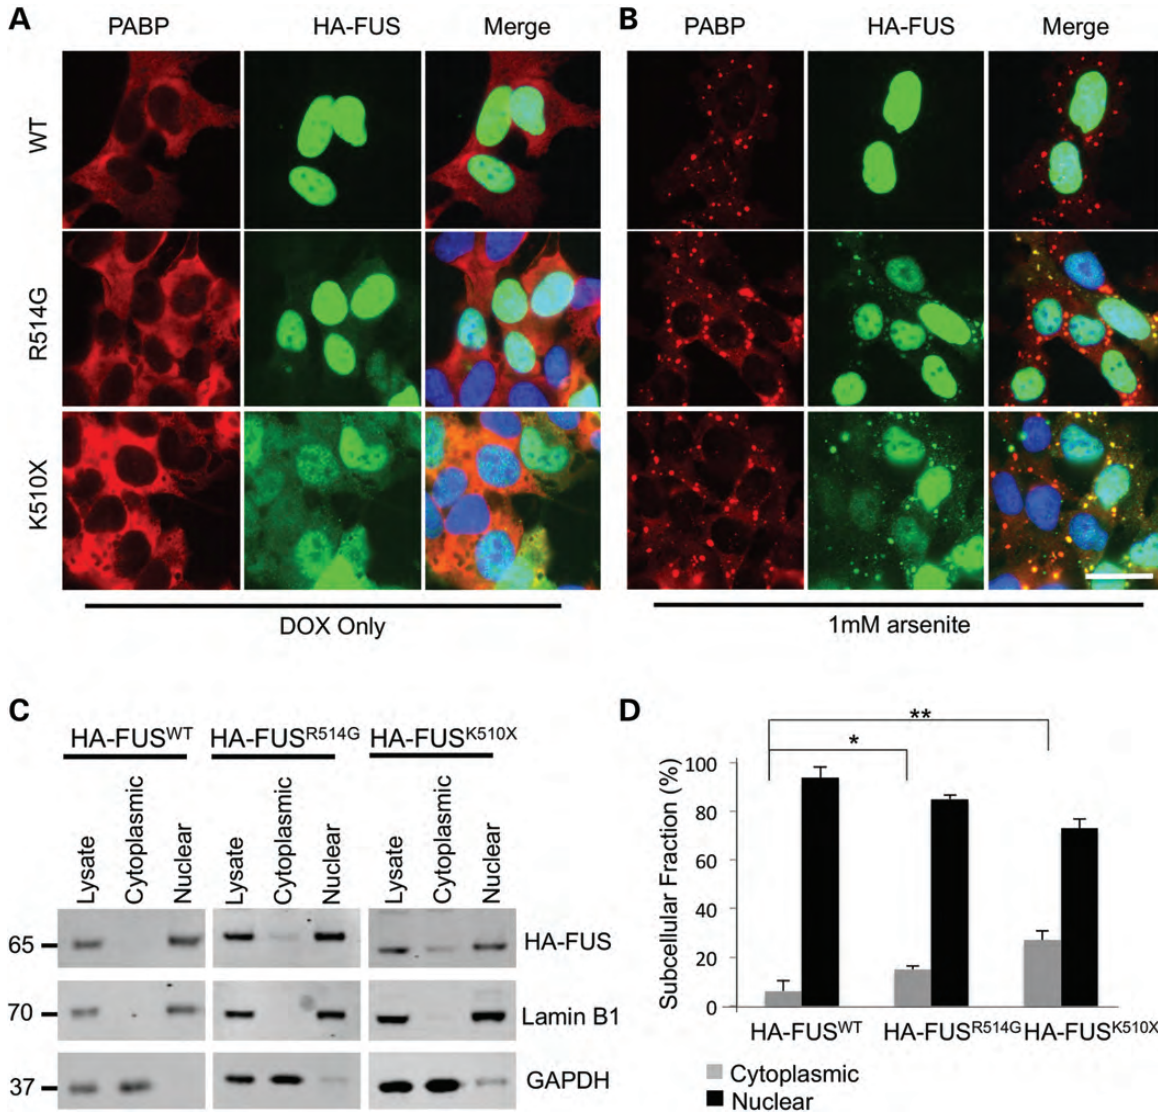 A
PABP
HA-FUS
Merge
B
PABP
HA-FUS
Merge
WT
R514G
K510X
DOX Only
1mM arsenite
C
HA-FUSWT
HA-FUSR514G
HA-FUSK510X
Lysate
Cytoplasmic
Nuclear
Lysate
Cytoplasmic
Nuclear
Lysate
Cytoplasmic
Nuclear
65
HA-FUS
70
Lamin B1
37
GAPDH
D
**
*
Subcellular Fraction (%)
100
80
60
40
20
0
HA-FUSWT
HA-FUSR514G
HA-FUSK510X
Cytoplasmic
Nuclear